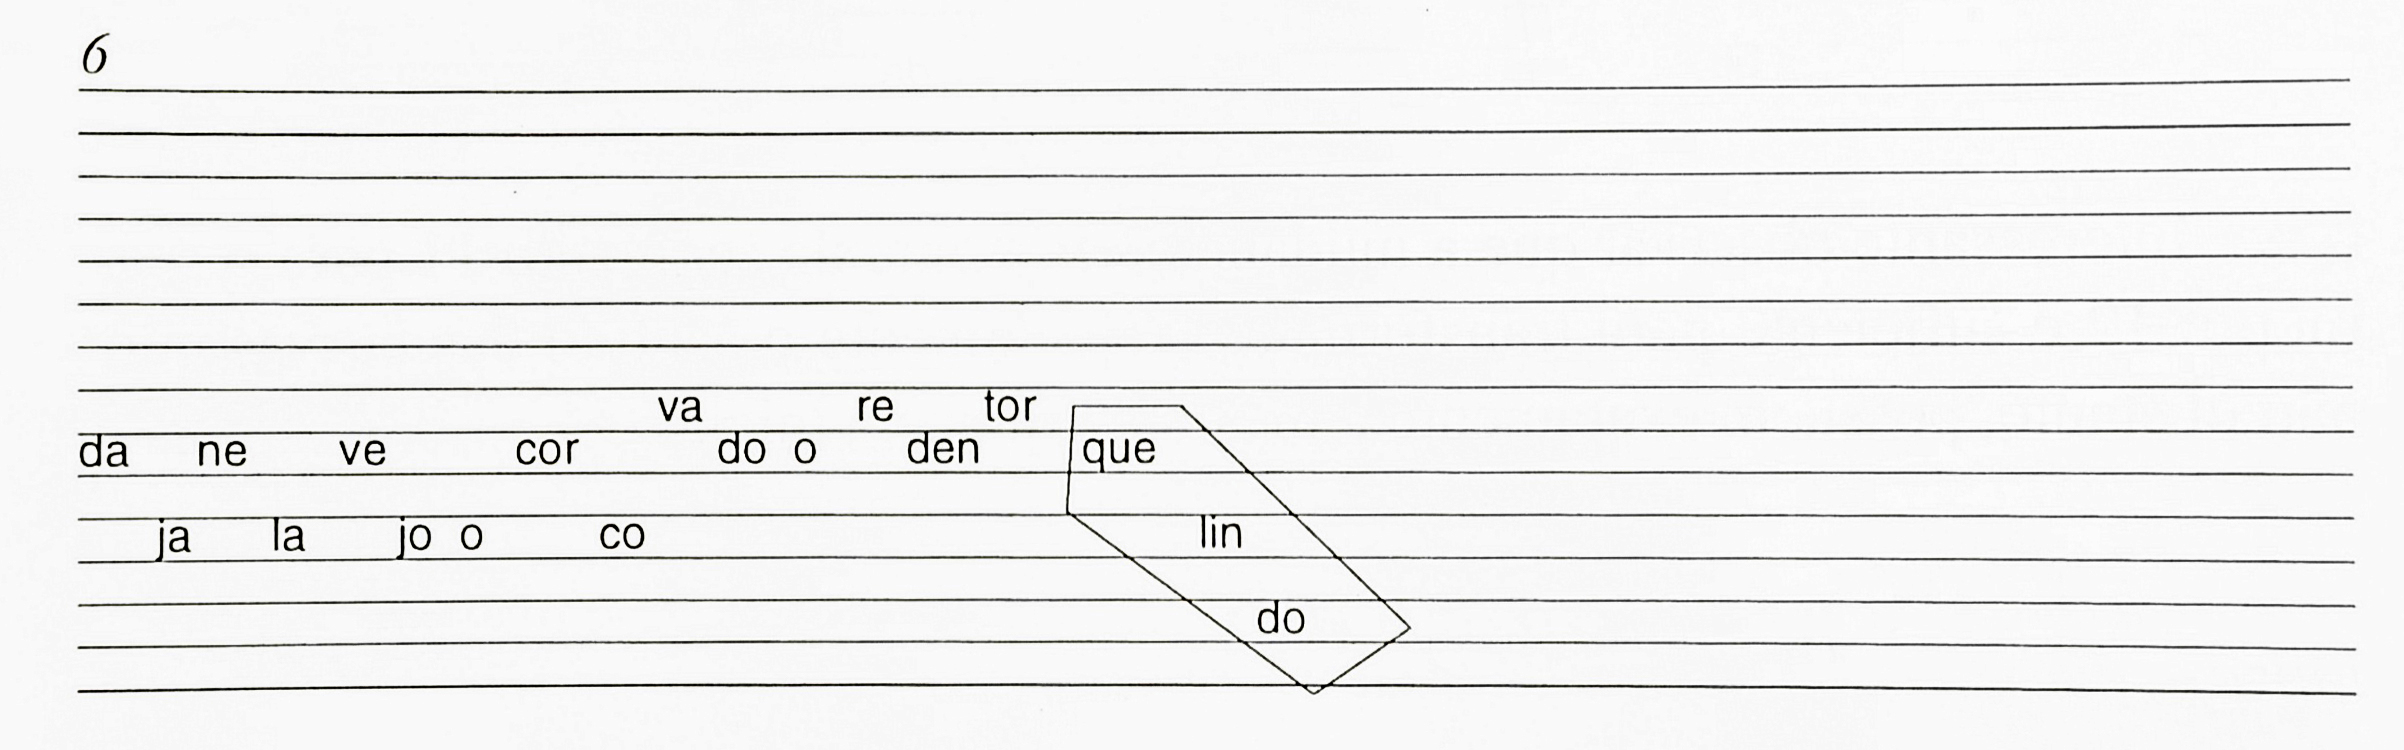 6
va re tor
da ne ve cor do o den que
ja la jo o co lin
do